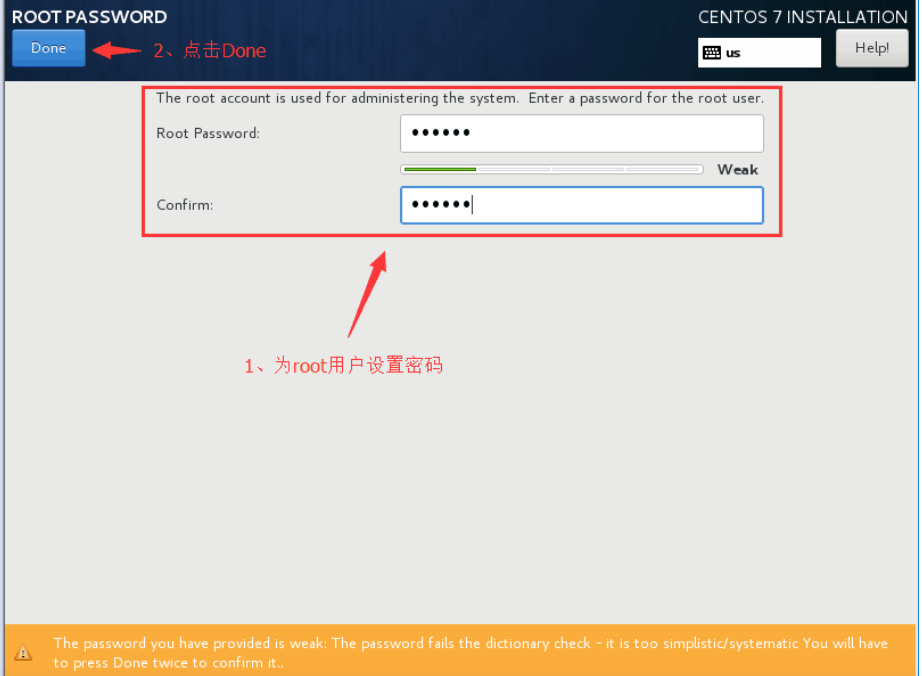 ROOT PASSWORD
CENTOS 7 INSTALLATION
Done
2、点击Done
us
Help!
The root account is used for administering the system. Enter a password for the root user.
Root Password:
••••••
Weak
Confirm:
••••••
1、为root用户设置密码
The password you have provided is weak: The password fails the dictionary check - it is too simplistic/systematic You will have
to press Done twice to confirm it..